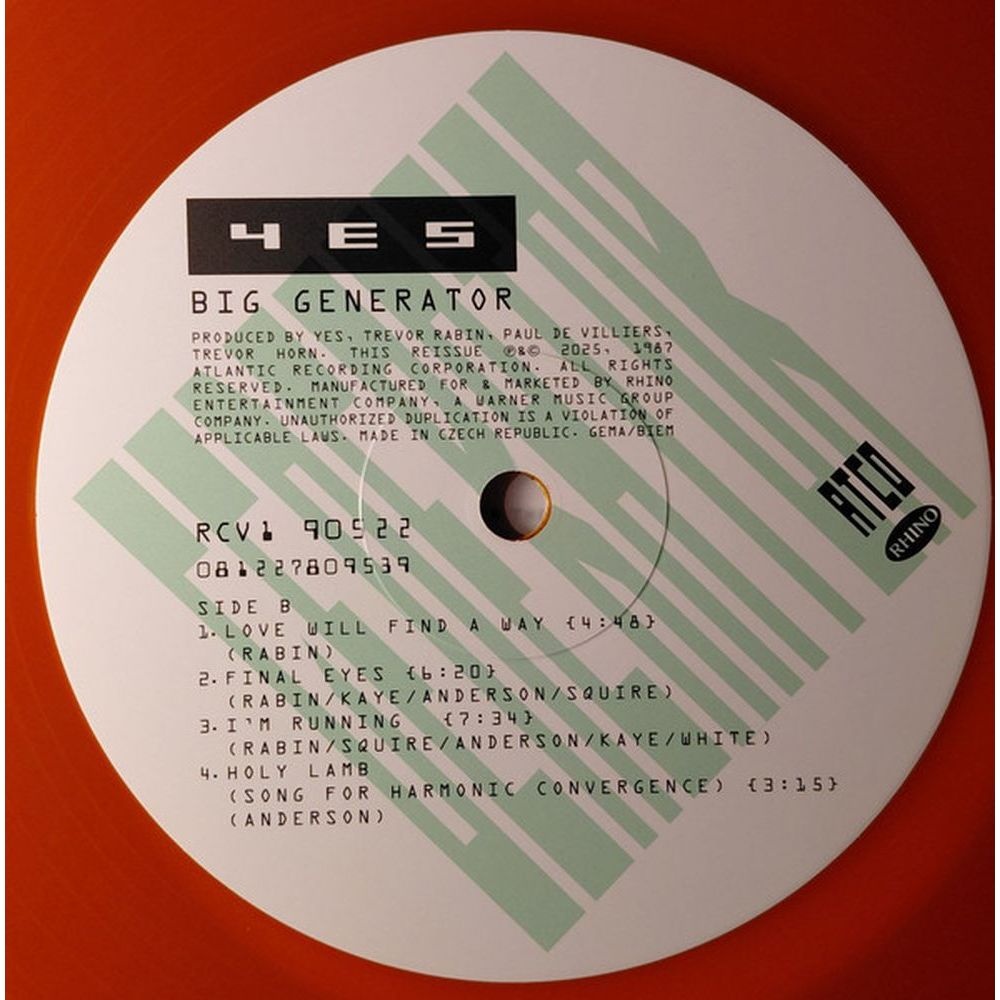 YES
BIG GENERATOR
PRODUCED BY YES, TREVOR RABIN, PAUL DE VILLIERS,
TREVOR HORN. THIS REISSUE ℗&© 2025, 1987
ATLANTIC RECORDING CORPORATION. ALL RIGHTS
RESERVED. MANUFACTURED FOR & MARKETED BY RHINO
ENTERTAINMENT COMPANY, A WARNER MUSIC GROUP
COMPANY. UNAUTHORIZED DUPLICATION IS A VIOLATION OF
APPLICABLE LAWS. MADE IN CZECH REPUBLIC. GEMA/BIEM
ATCO
RHINO
RCV1 90522
081227809539
SIDE B
1. LOVE WILL FIND A WAY {4:48}
(RABIN)
2. FINAL EYES {6:20}
(RABIN/KAYE/ANDERSON/SQUIRE)
3. I'M RUNNING {7:34}
(RABIN/SQUIRE/ANDERSON/KAYE/WHITE)
4. HOLY LAMB
(SONG FOR HARMONIC CONVERGENCE) {3:15}
(ANDERSON)